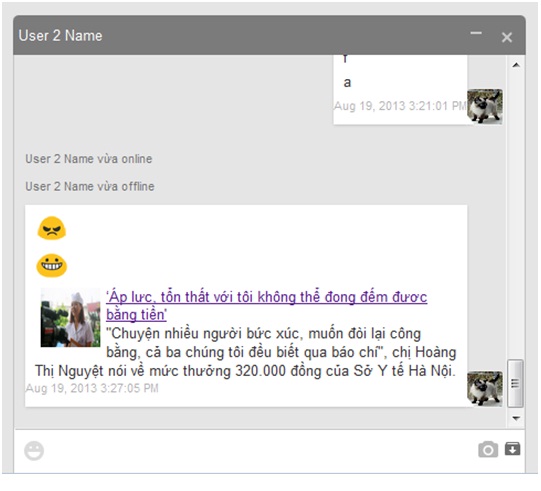 User 2 Name
a
Aug 19, 2013 3:21:01 PM
User 2 Name vừa online
User 2 Name vừa offline
'Áp lực, tổn thất với tôi không thể đong đếm được
bằng tiền'
"Chuyện nhiều người bức xúc, muốn đòi lại công
bằng, cả ba chúng tôi đều biết qua báo chí", chị Hoàng
Thị Nguyệt nói về mức thưởng 320.000 đồng của Sở Y tế Hà Nội.
Aug 19, 2013 3:27:05 PM